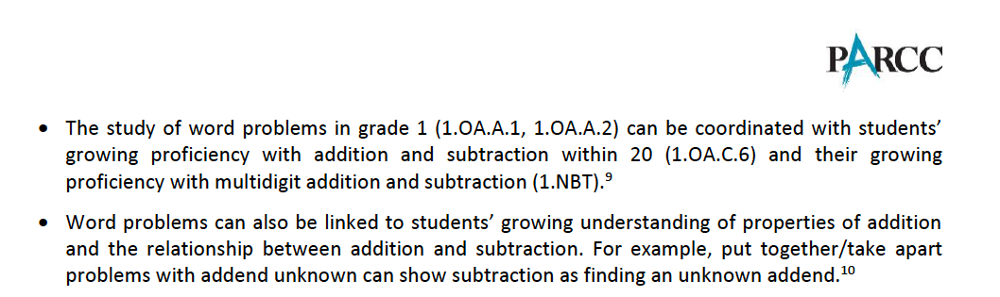 PARCC
• The study of word problems in grade 1 (1.OA.A.1, 1.OA.A.2) can be coordinated with students’
growing proficiency with addition and subtraction within 20 (1.OA.C.6) and their growing
proficiency with multidigit addition and subtraction (1.NBT).⁹
• Word problems can also be linked to students’ growing understanding of properties of addition
and the relationship between addition and subtraction. For example, put together/take apart
problems with addend unknown can show subtraction as finding an unknown addend.¹⁰